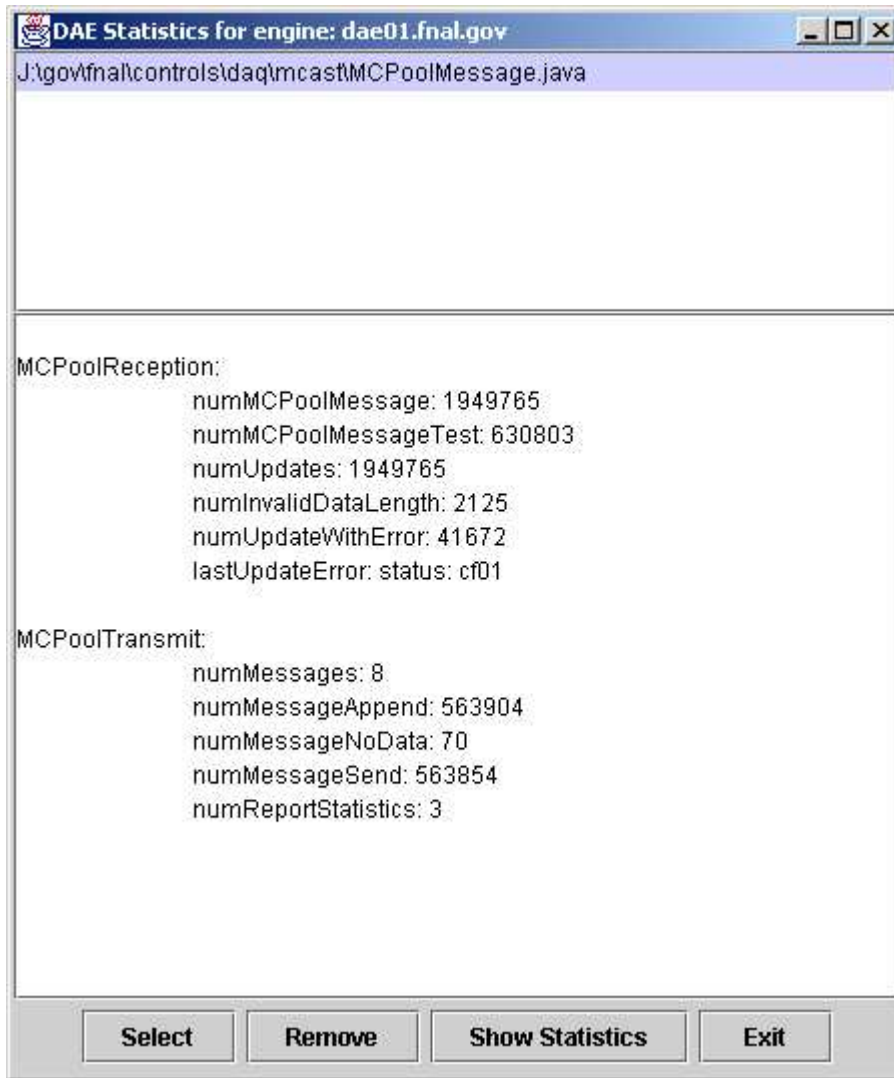 DAE Statistics for engine: dae01.fnal.gov
J:\gov\fnal\controls\daq\mcast\MCPoolMessage.java
MCPoolReception:
numMCPoolMessage: 1949765
numMCPoolMessageTest: 630803
numUpdates: 1949765
numInvalidDataLength: 2125
numUpdateWithError: 41672
lastUpdateError: status: cf01
MCPoolTransmit:
numMessages: 8
numMessageAppend: 563904
numMessageNoData: 70
numMessageSend: 563854
numReportStatistics: 3
Select Remove Show Statistics Exit